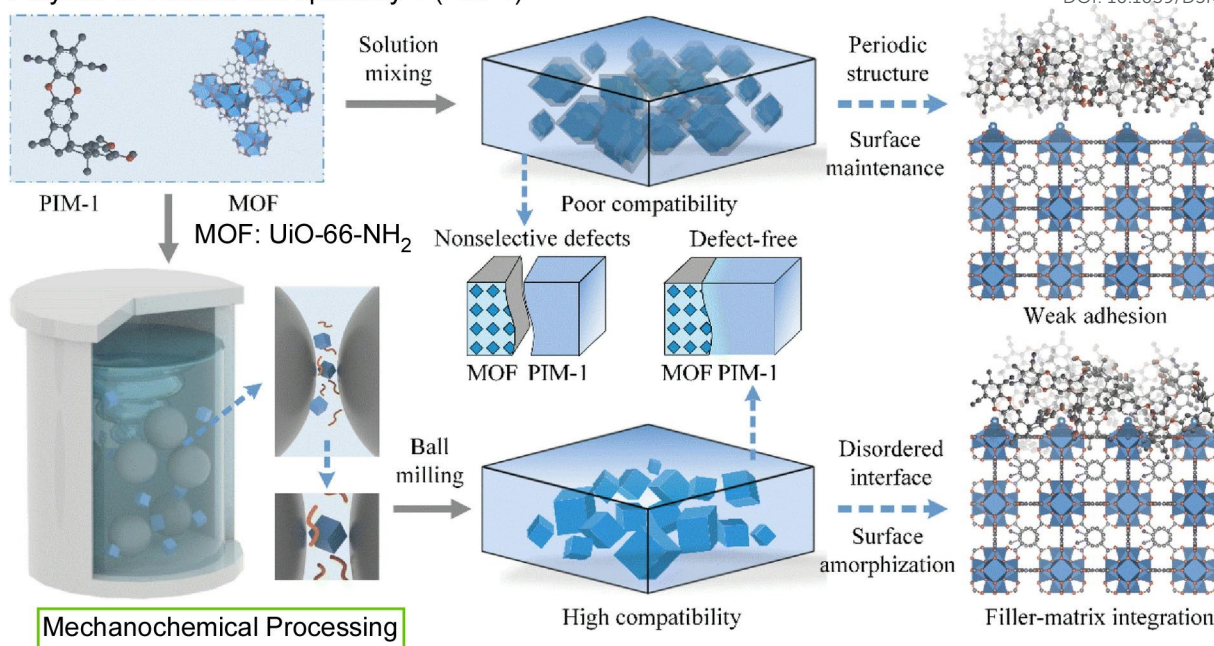 Solution
mixing
Periodic
structure
Surface
maintenance
PIM-1
MOF
Poor compatibility
MOF: UiO-66-NH₂
Nonselective defects
Defect-free
MOF PIM-1
MOF PIM-1
Weak adhesion
Ball
milling
Disordered
interface
Surface
amorphization
High compatibility
Filler-matrix integration
Mechanochemical Processing